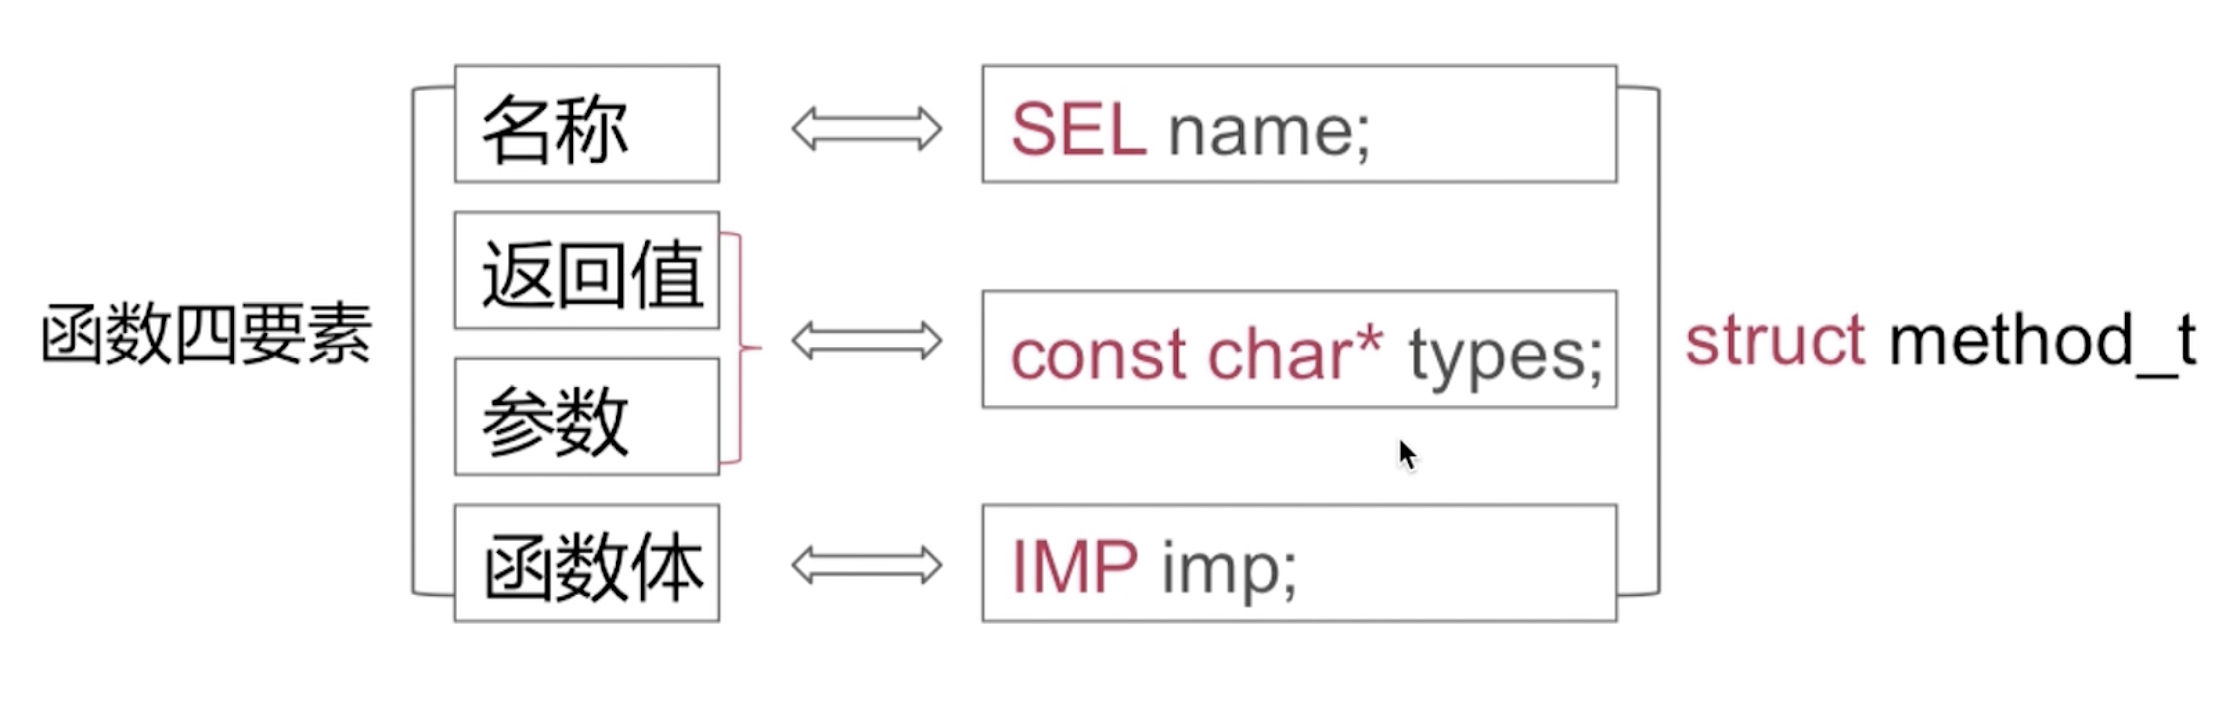 函数四要素
名称
返回值
参数
函数体
SEL name;
const char* types;
IMP imp;
struct method_t